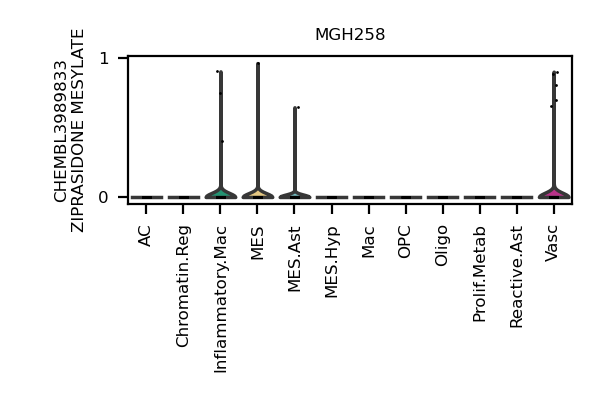 MGH258
CHEMBL3989833
ZIPRASIDONE MESYLATE
1
0
AC
Chromatin.Reg
Inflammatory.Mac
MES
MES.Ast
MES.Hyp
Mac
OPC
Oligo
Prolif.Metab
Reactive.Ast
Vasc